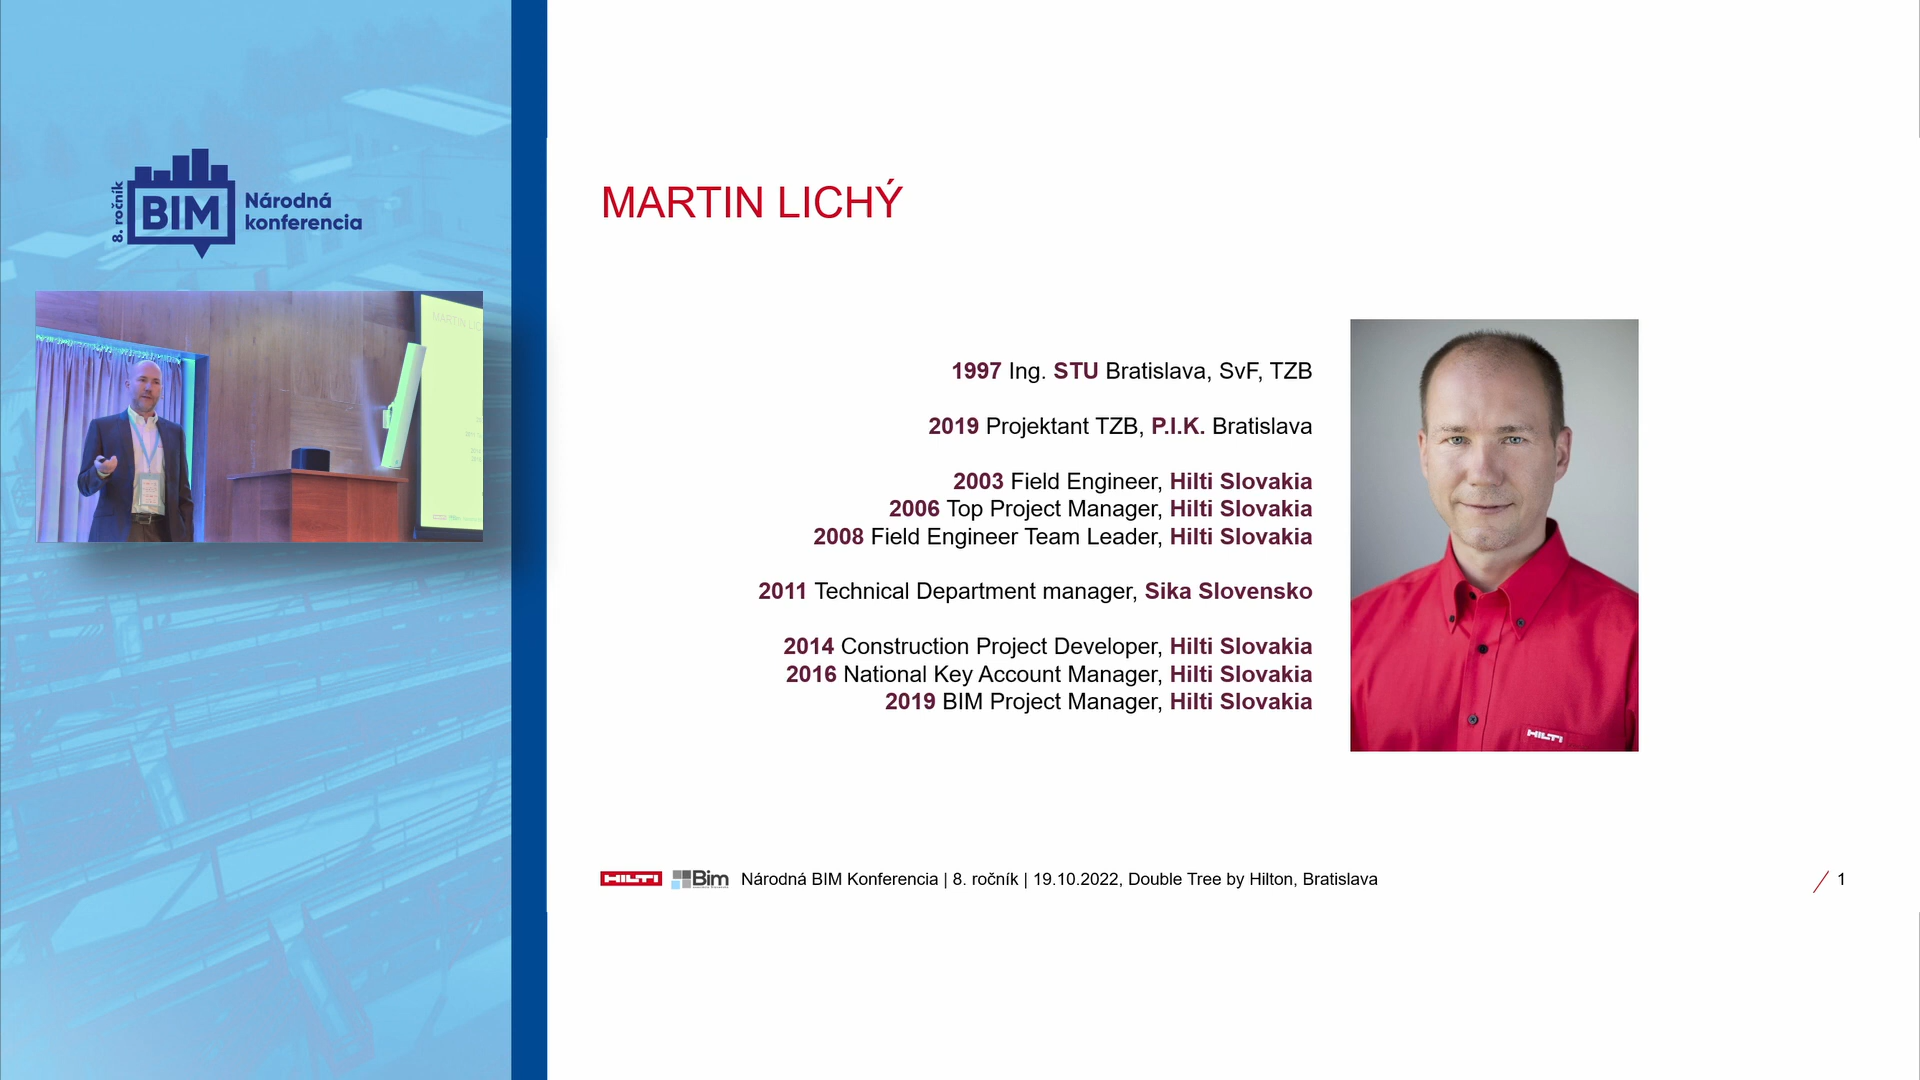 8. ročník
BIM
Národná
konferencia
MARTIN LIC
MARTIN LICHÝ
1997 Ing. STU Bratislava, SvF, TZB
2019 Projektant TZB, P.I.K. Bratislava
2003 Field Engineer, Hilti Slovakia
2006 Top Project Manager, Hilti Slovakia
2008 Field Engineer Team Leader, Hilti Slovakia
2011 Technical Department manager, Sika Slovensko
2014 Construction Project Developer, Hilti Slovakia
2016 National Key Account Manager, Hilti Slovakia
2019 BIM Project Manager, Hilti Slovakia
HILTI
HILTI Bim Národná BIM Konferencia | 8. ročník | 19.10.2022, Double Tree by Hilton, Bratislava
1